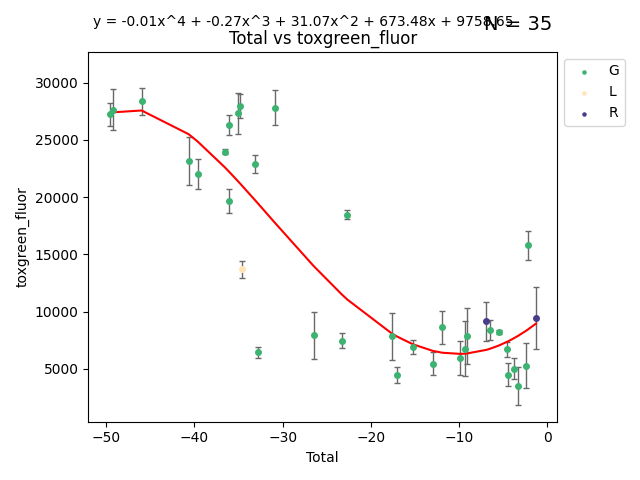 y = -0.01x^4 + -0.27x^3 + 31.07x^2 + 673.48x + 9758.65
N = 35
Total vs toxgreen_fluor
G
L
R
30000
25000
20000
15000
10000
5000
toxgreen_fluor
−50
−40
−30
−20
−10
0
Total